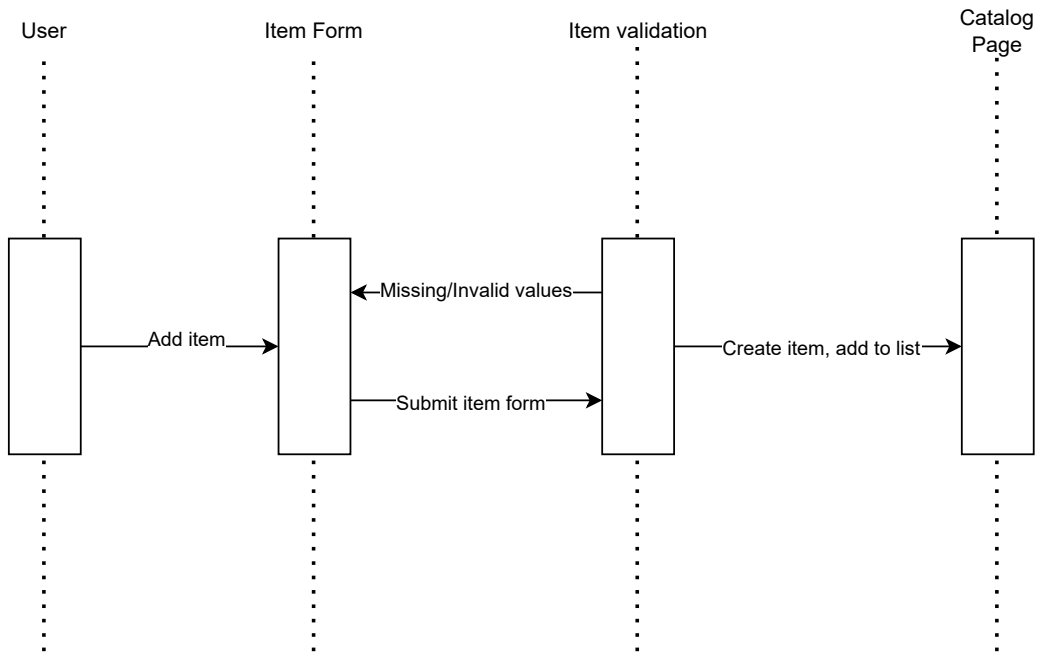 User
Item Form
Item validation
Catalog
Page
Missing/Invalid values
Add item
Create item, add to list
Submit item form